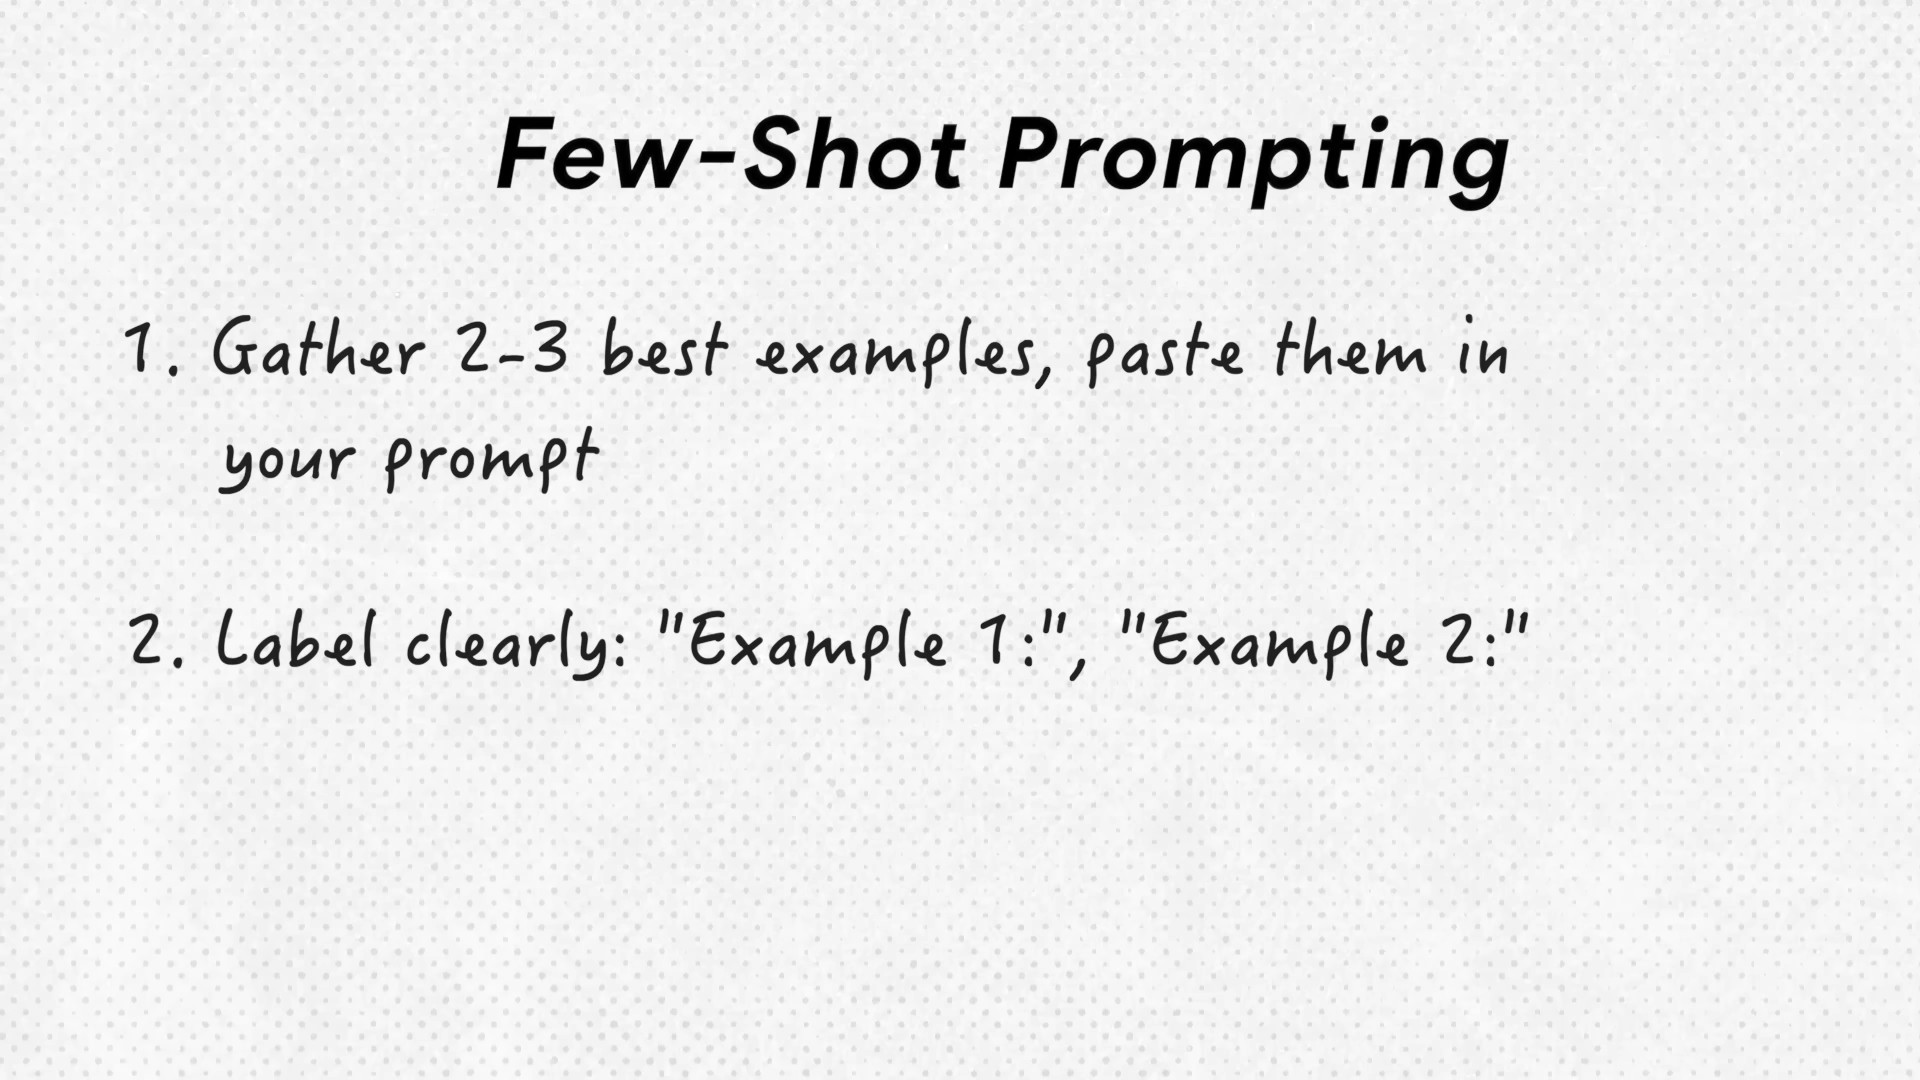 Few-Shot Prompting
1. Gather 2-3 best examples, paste them in
your prompt
2. Label clearly: "Example 1:", "Example 2:"